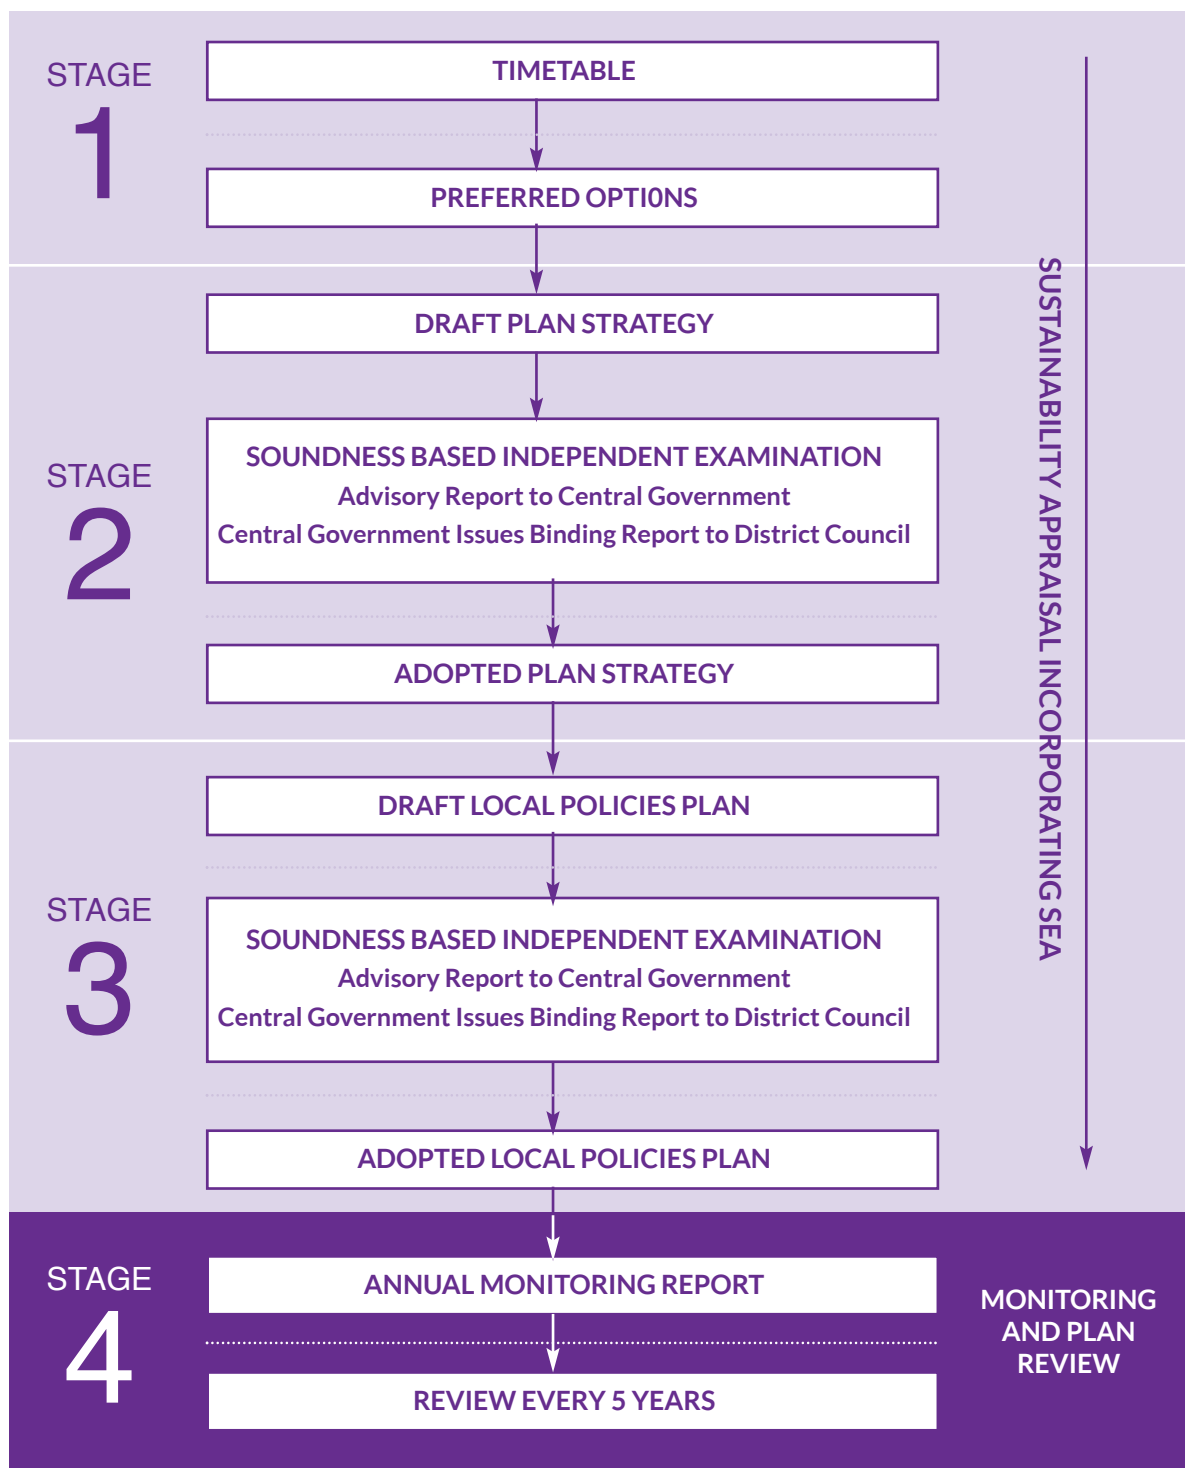 STAGE
1
TIMETABLE
PREFERRED OPTI0NS
STAGE
2
DRAFT PLAN STRATEGY
SOUNDNESS BASED INDEPENDENT EXAMINATION
Advisory Report to Central Government
Central Government Issues Binding Report to District Council
ADOPTED PLAN STRATEGY
STAGE
3
DRAFT LOCAL POLICIES PLAN
SOUNDNESS BASED INDEPENDENT EXAMINATION
Advisory Report to Central Government
Central Government Issues Binding Report to District Council
ADOPTED LOCAL POLICIES PLAN
SUSTAINABILITY APPRAISAL INCORPORATING SEA
STAGE
4
ANNUAL MONITORING REPORT
REVIEW EVERY 5 YEARS
MONITORING
AND PLAN
REVIEW